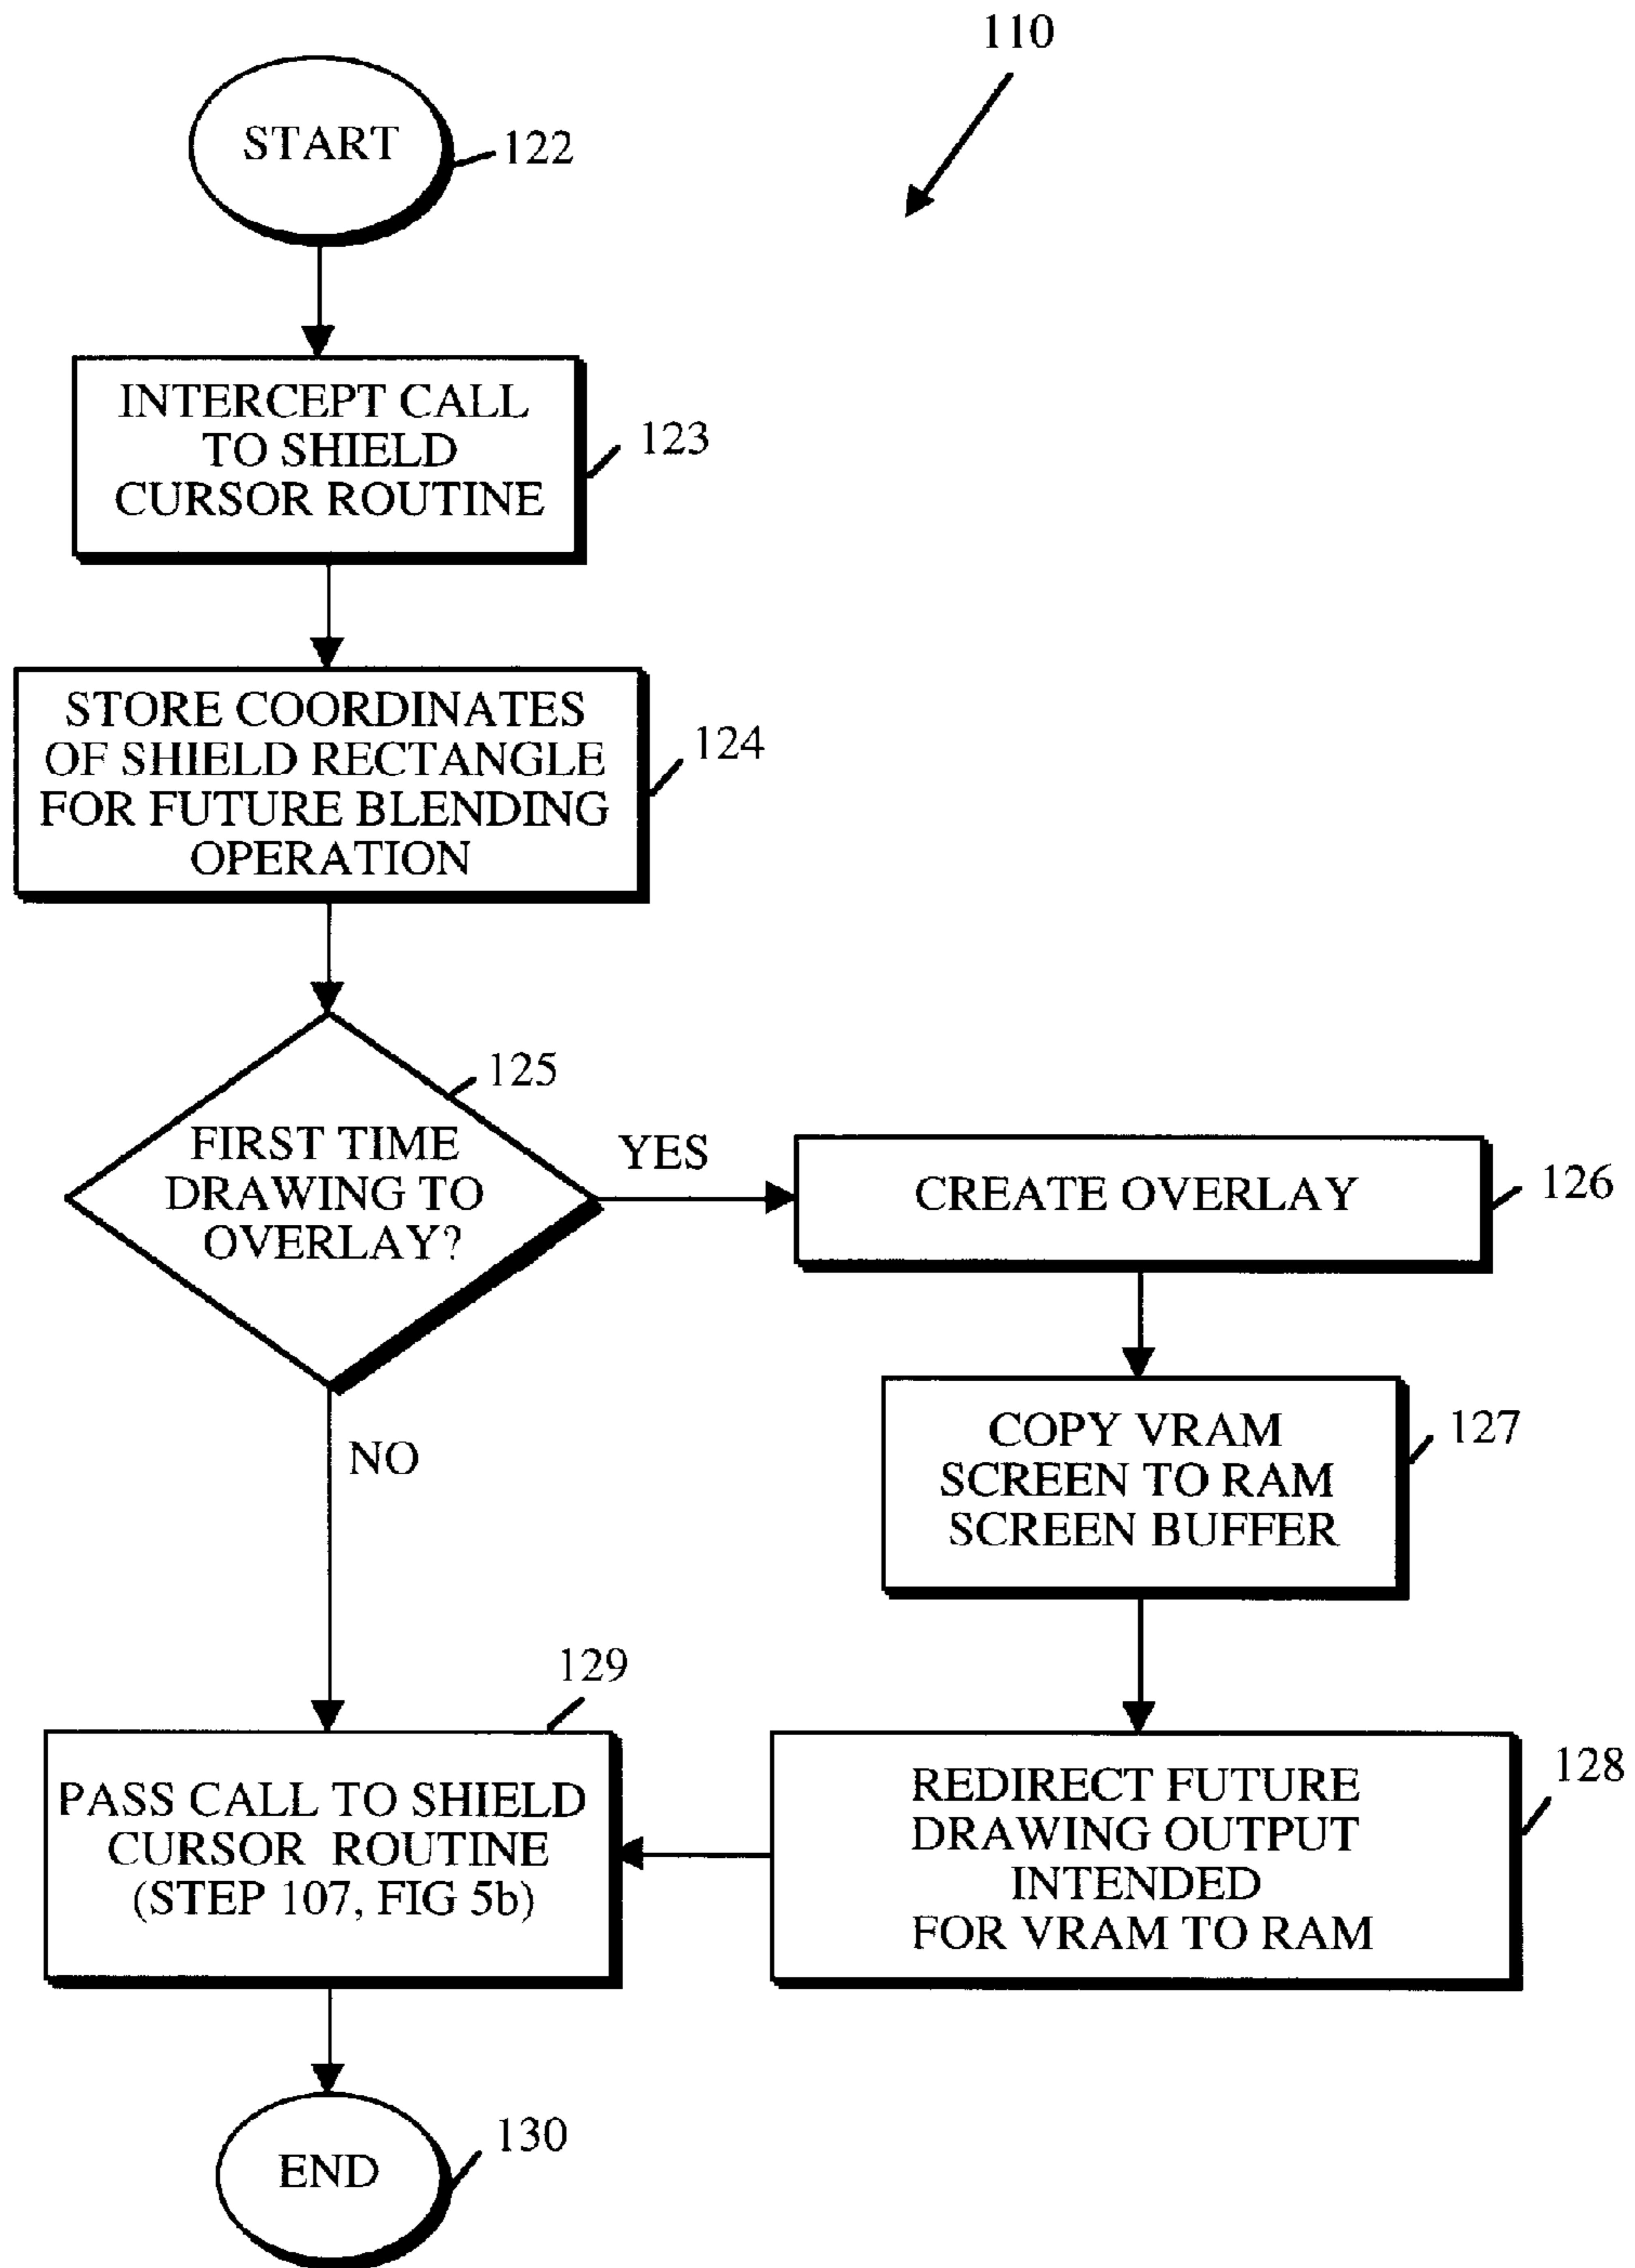 110
START
122
INTERCEPT CALL
TO SHIELD
CURSOR ROUTINE
123
STORE COORDINATES
OF SHIELD RECTANGLE
FOR FUTURE BLENDING
OPERATION
124
125
FIRST TIME
DRAWING TO
OVERLAY?
YES
CREATE OVERLAY
126
COPY VRAM
SCREEN TO RAM
SCREEN BUFFER
127
NO
129
PASS CALL TO SHIELD
CURSOR ROUTINE
(STEP 107, FIG 5b)
REDIRECT FUTURE
DRAWING OUTPUT
INTENDED
FOR VRAM TO RAM
128
END
130